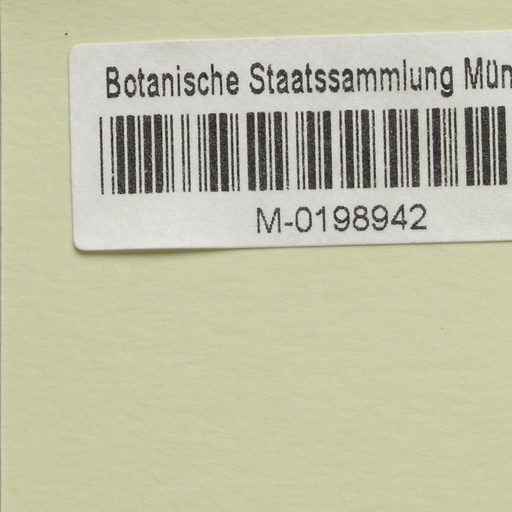 Botanische Staatssammlung Mün
M-0198942